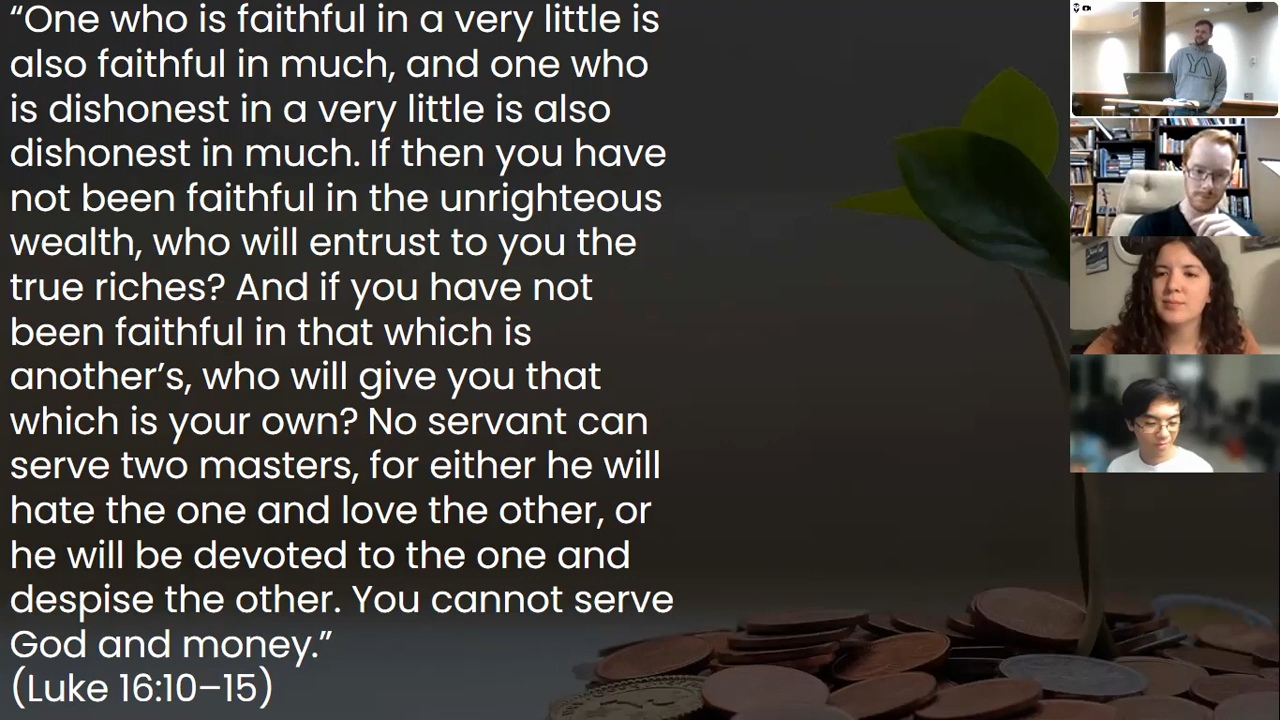 “One who is faithful in a very little is
also faithful in much, and one who
is dishonest in a very little is also
dishonest in much. If then you have
not been faithful in the unrighteous
wealth, who will entrust to you the
true riches? And if you have not
been faithful in that which is
another’s, who will give you that
which is your own? No servant can
serve two masters, for either he will
hate the one and love the other, or
he will be devoted to the one and
despise the other. You cannot serve
God and money.”
(Luke 16:10–15)